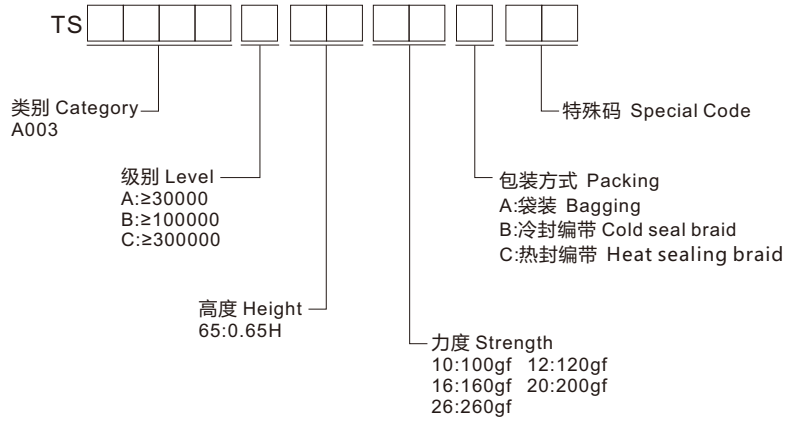 TS
类别 Category
A003
级别 Level
A:≥30000
B:≥100000
C:≥300000
高度 Height
65:0.65H
力度 Strength
10:100gf 12:120gf
16:160gf 20:200gf
26:260gf
包装方式 Packing
A:袋装 Bagging
B:冷封编带 Cold seal braid
C:热封编带 Heat sealing braid
特殊码 Special Code